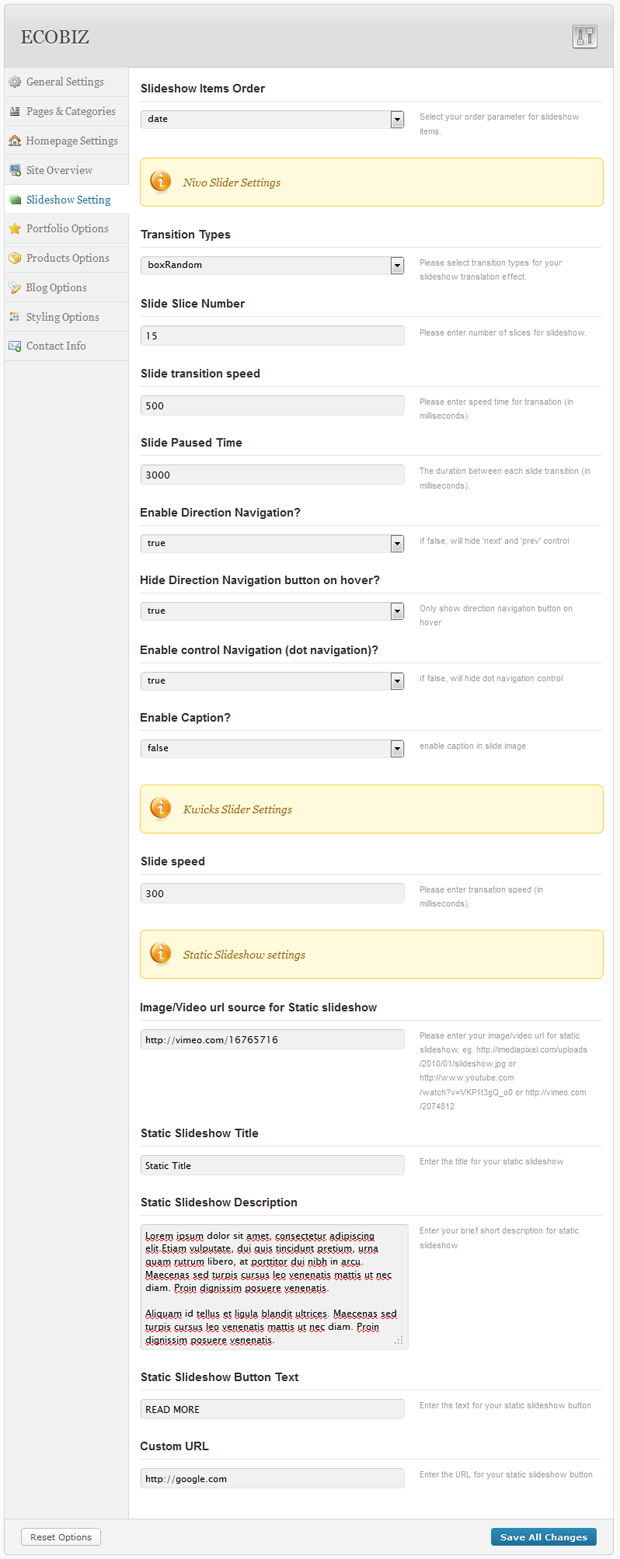 ECOBIZ
General Settings
Pages & Categories
Homepage Settings
Site Overview
Slideshow Setting
Portfolio Options
Products Options
Blog Options
Styling Options
Contact Info
Slideshow Items Order
date
Select your order parameter for slideshow
items.
Nivo Slider Settings
Transition Types
boxRandom
Please select transition types for your
slideshow translation effect.
Slide Slice Number
15
Please enter number of slices for slideshow.
Slide transition speed
500
Please enter speed time for transation (in
milliseconds).
Slide Paused Time
3000
The duration between each slide transition (in
milliseconds).
Enable Direction Navigation?
true
if false, will hide 'next' and 'prev' control
Hide Direction Navigation button on hover?
true
Only show direction navigation button on
hover
Enable control Navigation (dot navigation)?
true
if false, will hide dot navigation control
Enable Caption?
false
enable caption in slide image
Kwicks Slider Settings
Slide speed
300
Please enter transation speed (in
milliseconds).
Static Slideshow settings
Image/Video url source for Static slideshow
http://vimeo.com/16765716
Please enter your image/video url for static
slideshow, eg. http://imediapixel.com/uploads
/2010/01/slideshow.jpg or
http://www.youtube.com
/watch?v=VKP1t3gQ_o0 or http://vimeo.com
/2074812
Static Slideshow Title
Static Title
Enter the title for your static slideshow
Static Slideshow Description
Lorem ipsum dolor sit amet, consectetur adipiscing
elit.Etiam vulputate, dui quis tincidunt pretium, urna
quam rutrum libero, at porttitor dui nibh in arcu.
Maecenas sed turpis cursus leo venenatis mattis ut nec
diam. Proin dignissim posuere venenatis.
Aliquam id tellus et ligula blandit ultrices. Maecenas sed
turpis cursus leo venenatis mattis ut nec diam. Proin
dignissim posuere venenatis.
Enter your brief short description for static
slideshow
Static Slideshow Button Text
READ MORE
Enter the text for your static slideshow button
Custom URL
http://google.com
Enter the URL for your static slideshow button
Reset Options
Save All Changes